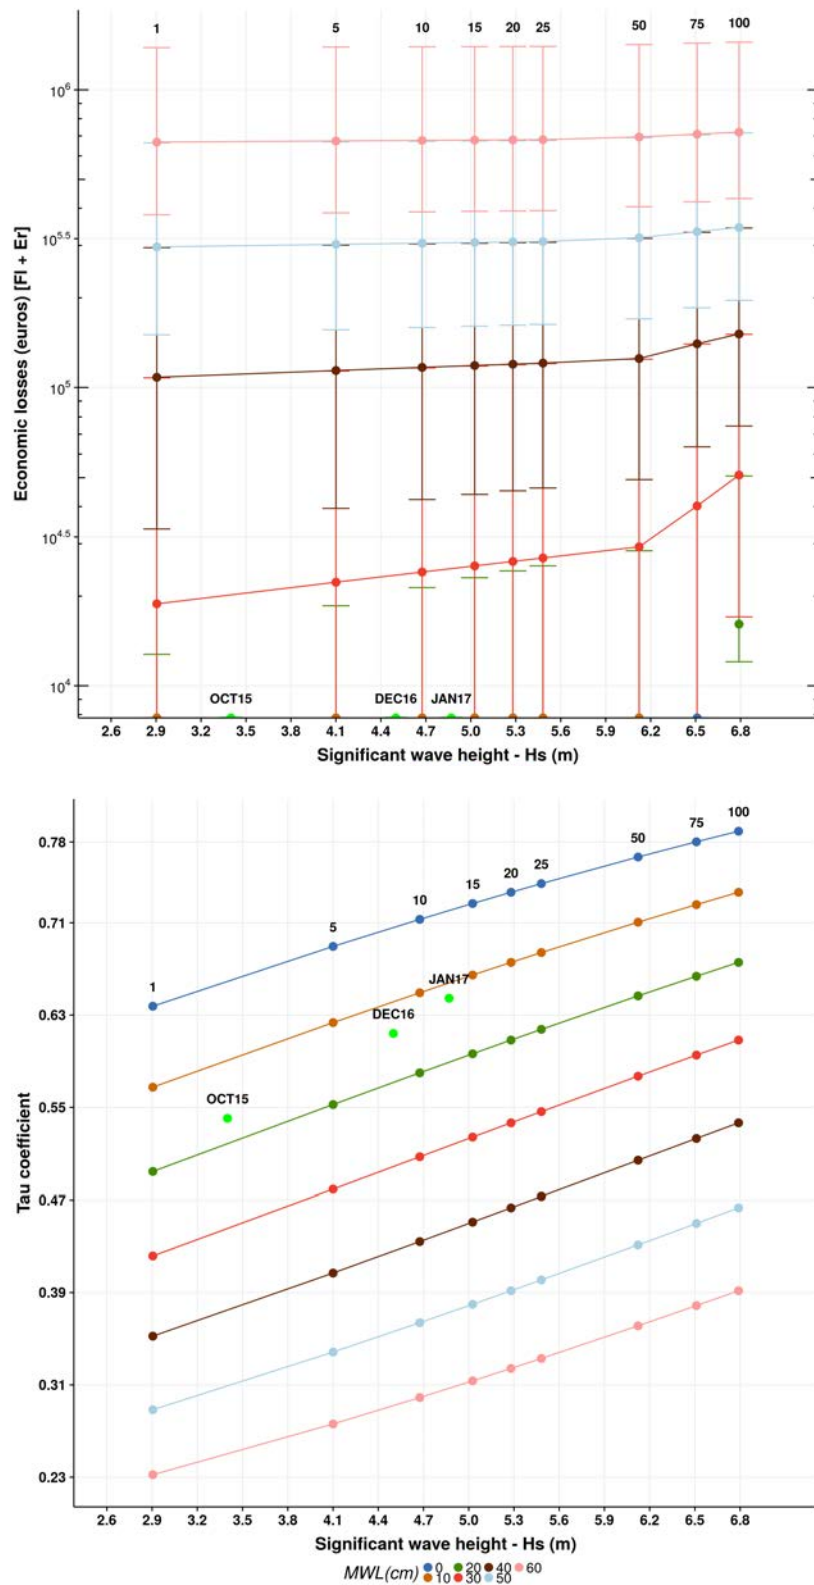 1 5 10 15 20 25 50 75 100
10^6
10^5.5
10^5
10^4.5
10^4
Economic losses (euros) [Fl + Er]
OCT15 DEC16 JAN17
2.6 2.9 3.2 3.5 3.8 4.1 4.4 4.7 5.0 5.3 5.6 5.9 6.2 6.5 6.8
Significant wave height - Hs (m)
100
75
50
25
20
15
10
5
1
0.78
0.71
0.63
0.55
0.47
0.39
0.31
0.23
Tau coefficient
JAN17
DEC16
OCT15
2.6 2.9 3.2 3.5 3.8 4.1 4.4 4.7 5.0 5.3 5.6 5.9 6.2 6.5 6.8
Significant wave height - Hs (m)
MWL(cm) 0 20 40 60
10 30 50